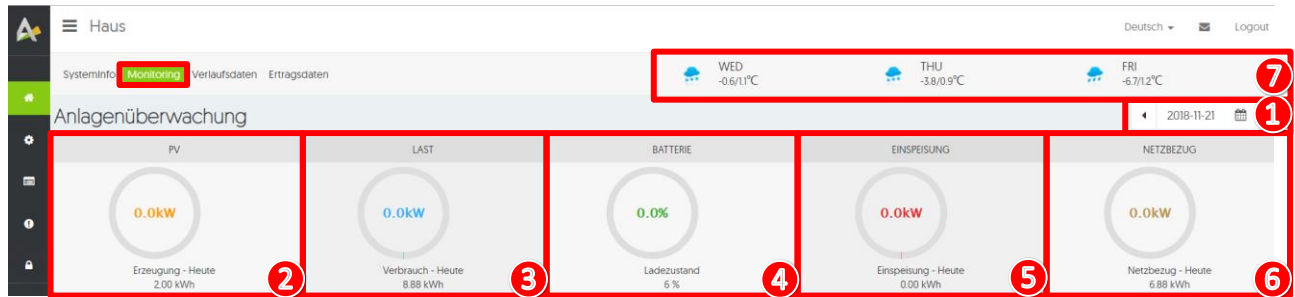 Haus
Deutsch
Logout
SystemInfo Monitoring Verlaufsdaten Ertragsdaten
WED
-0.6/1.1°C
THU
-3.8/0.9°C
FRI
-6.7/1.2°C
7
Anlagenüberwachung
2018-11-21
1
PV
LAST
BATTERIE
EINSPEISUNG
NETZBEZUG
0.0kW
0.0kW
0.0%
0.0kW
0.0kW
Erzeugung - Heute
2.00 kWh
2
Verbrauch - Heute
8.88 kWh
3
Ladezustand
6 %
4
Einspeisung - Heute
0.00 kWh
5
Netzbezug - Heute
6.88 kWh
6